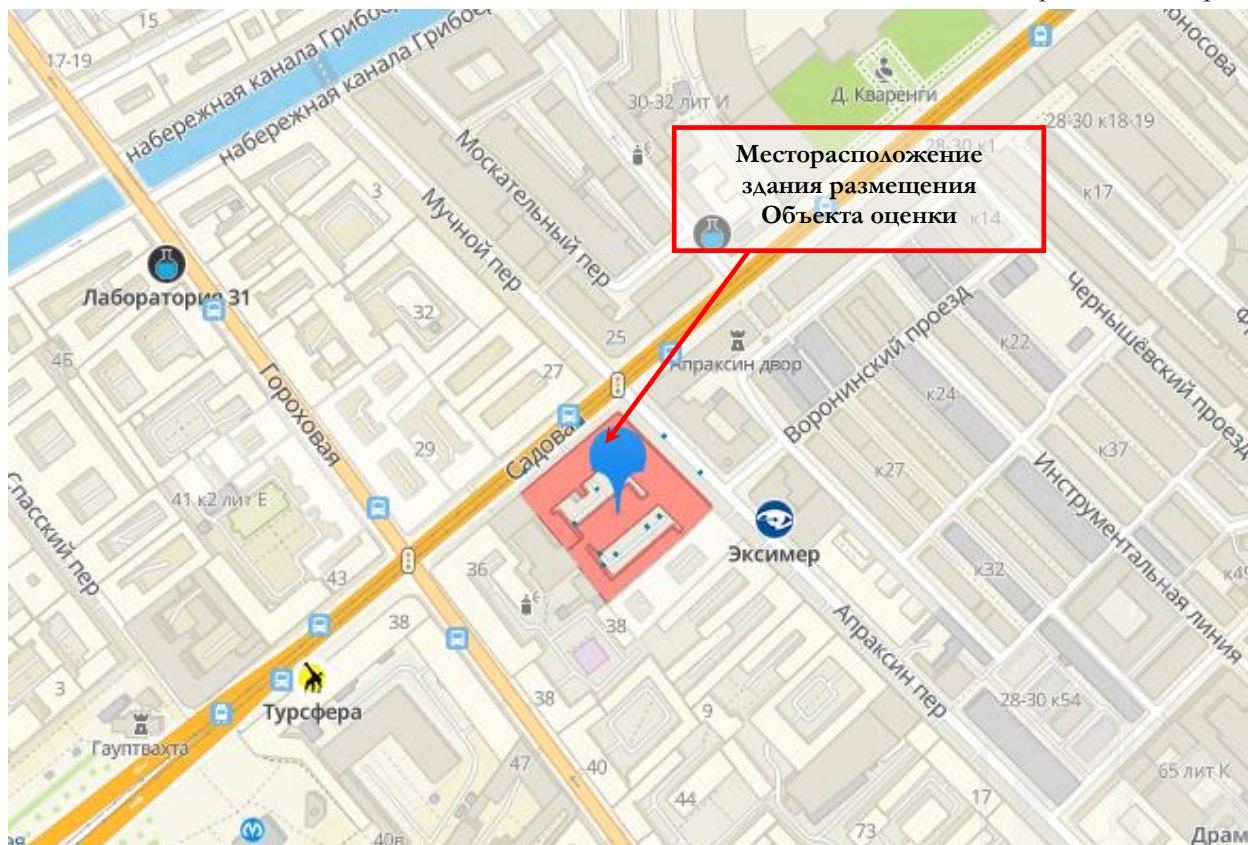 15
17-19
набережная канала Грибое
набережная канала Грибое
30-32 лит И
Д. Кваренги
28-30 к18-19
28-30 к1
Месторасположение
здания размещения
Объекта оценки
к17
к14
3
Москательный пер
Мучной пер
Лаборатория 31
32
25
27
Апраксин двор
Воронинский проезд
Чернышёвский проезд
к22
к24
45
Гороховая
29
Садовая
к27
к37
Инструментальная линия
41 к2 лит Е
Спасский пер
Эксимер
43
36
38
38
к32
к49
Апраксин пер
3
Турсфера
Гауптвахта
38
9
28-30 к54
47
40
44
65 лит К
17
73
40в
ая
Драм